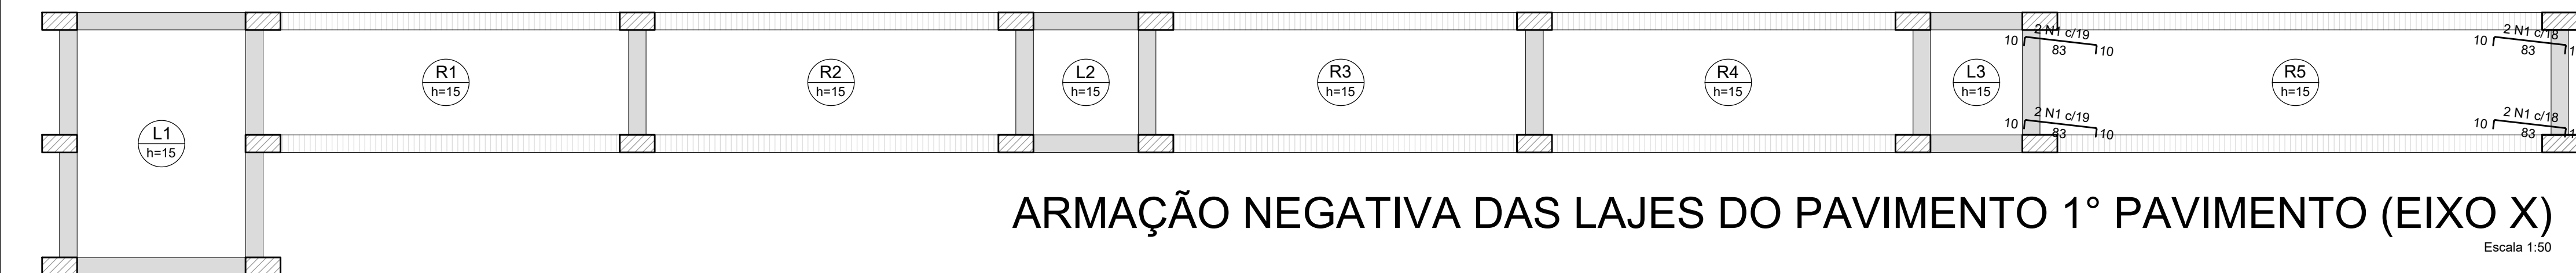 2 N1 c/19
10
83
10
2 N1 c/18
10
83
R1
h=15
R2
h=15
L2
h=15
R3
h=15
R4
h=15
L3
h=15
R5
h=15
L1
h=15
2 N1 c/19
10
83
10
2 N1 c/18
10
83
ARMAÇÃO NEGATIVA DAS LAJES DO PAVIMENTO 1° PAVIMENTO (EIXO X)
Escala 1:50